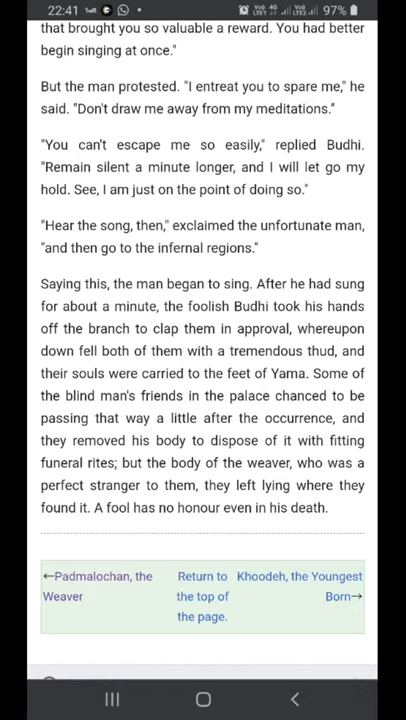 22:41 Vo) 4G LTE1 Vo) LTE2 97%
that brought you so valuable a reward. You had better
begin singing at once."
But the man protested. "I entreat you to spare me," he
said. "Don't draw me away from my meditations."
"You can't escape me so easily," replied Budhi.
"Remain silent a minute longer, and I will let go my
hold. See, I am just on the point of doing so."
"Hear the song, then," exclaimed the unfortunate man,
"and then go to the infernal regions."
Saying this, the man began to sing. After he had sung
for about a minute, the foolish Budhi took his hands
off the branch to clap them in approval, whereupon
down fell both of them with a tremendous thud, and
their souls were carried to the feet of Yama. Some of
the blind man's friends in the palace chanced to be
passing that way a little after the occurrence, and
they removed his body to dispose of it with fitting
funeral rites; but the body of the weaver, who was a
perfect stranger to them, they left lying where they
found it. A fool has no honour even in his death.
←Padmalochan, the
Weaver
Return to
the top of
the page.
Khoodeh, the Youngest
Born→